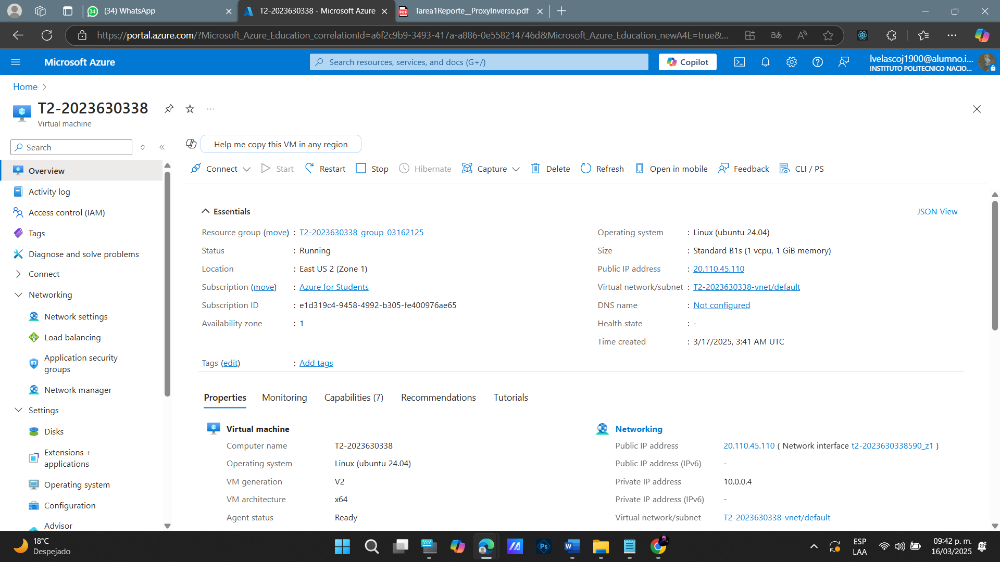 (34) WhatsApp
T2-2023630338 - Microsoft Azure
Tarea1Reporte__ProxyInverso.pdf
https://portal.azure.com/?Microsoft_Azure_Education_correlationId=a6f2c9b9-3493-417a-a886-0e558214746d&Microsoft_Azure_Education_newA4E=true&...
Microsoft Azure
Search resources, services, and docs (G+/)
Copilot
lvelascoj1900@alumno.i...
INSTITUTO POLITECNICO NACIO...
Home
T2-2023630338
Virtual machine
Search
Help me copy this VM in any region
Connect
Start
Restart
Stop
Hibernate
Capture
Delete
Refresh
Open in mobile
Feedback
CLI / PS
Overview
Activity log
Access control (IAM)
Tags
Diagnose and solve problems
Connect
Networking
Network settings
Load balancing
Application security
groups
Network manager
Settings
Disks
Extensions +
applications
Operating system
Configuration
Advisor
Essentials
JSON View
Resource group (move) : T2-2023630338_group_03162125
Status : Running
Location : East US 2 (Zone 1)
Subscription (move) : Azure for Students
Subscription ID : e1d319c4-9458-4992-b305-fe400976ae65
Availability zone : 1
Operating system : Linux (ubuntu 24.04)
Size : Standard B1s (1 vcpu, 1 GiB memory)
Public IP address : 20.110.45.110
Virtual network/subnet : T2-2023630338-vnet/default
DNS name : Not configured
Health state : -
Time created : 3/17/2025, 3:41 AM UTC
Tags (edit) : Add tags
Properties
Monitoring
Capabilities (7)
Recommendations
Tutorials
Virtual machine
Computer name T2-2023630338
Operating system Linux (ubuntu 24.04)
VM generation V2
VM architecture x64
Agent status Ready
Networking
Public IP address 20.110.45.110 ( Network interface t2-2023630338590_z1 )
Public IP address (IPv6) -
Private IP address 10.0.0.4
Private IP address (IPv6) -
Virtual network/subnet T2-2023630338-vnet/default
18°C
Despejado
ESP
LAA
09:42 p. m.
16/03/2025